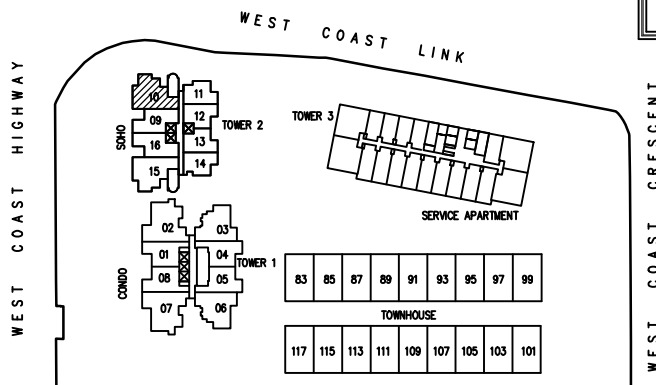 WEST COAST LINK
WEST COAST HIGHWAY
WEST COAST CRESCENT
10
11
09
12
TOWER 2
SOHO
16
13
15
14
TOWER 3
SERVICE APARTMENT
02
03
01
04
TOWER 1
CONDO
08
05
07
06
83 85 87 89 91 93 95 97 99
TOWNHOUSE
117 115 113 111 109 107 105 103 101